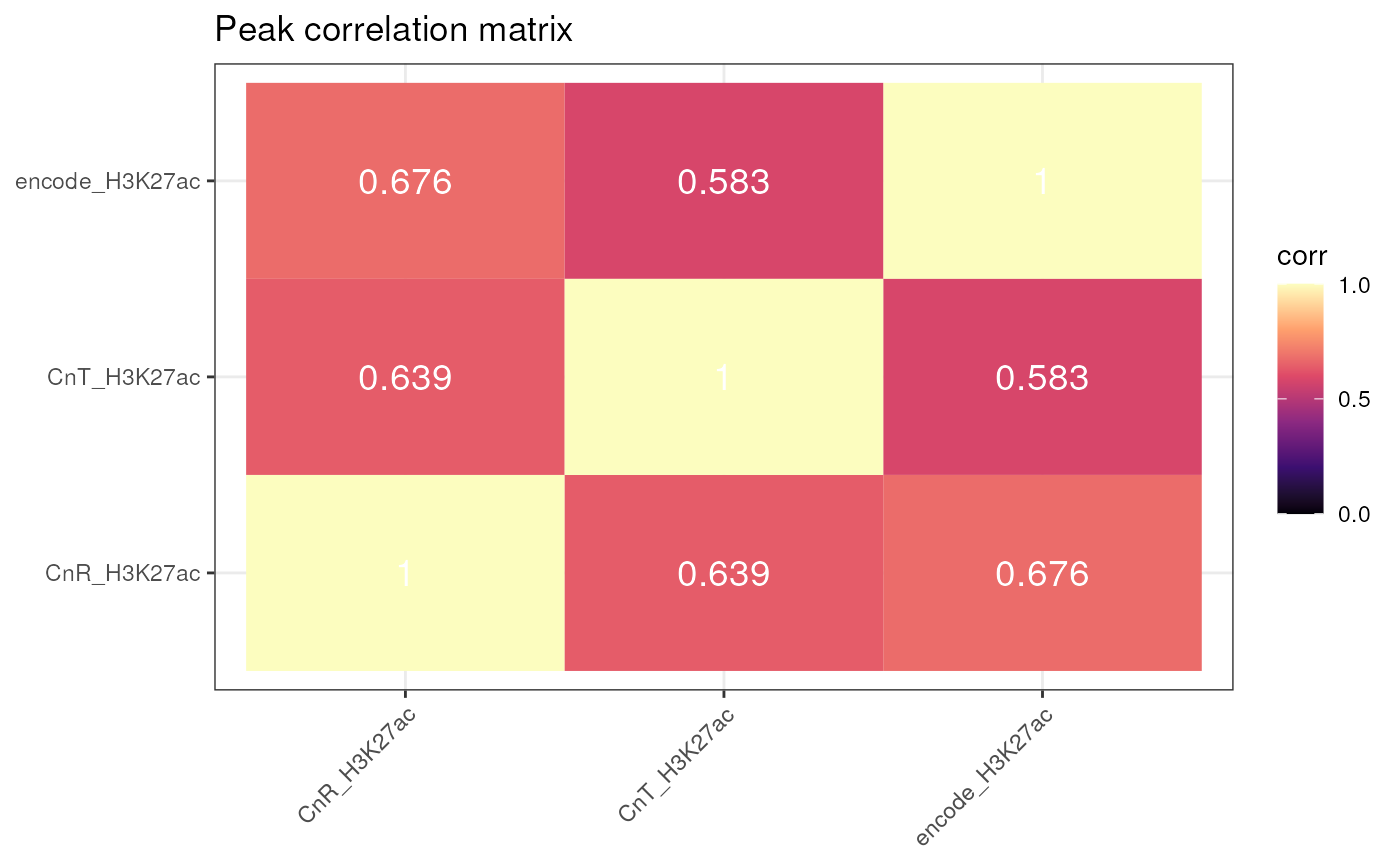 Peak correlation matrix
encode_H3K27ac
0.676
0.583
1
CnT_H3K27ac
0.639
1
0.583
CnR_H3K27ac
1
0.639
0.676
CnR_H3K27ac
CnT_H3K27ac
encode_H3K27ac
corr
1.0
0.5
0.0